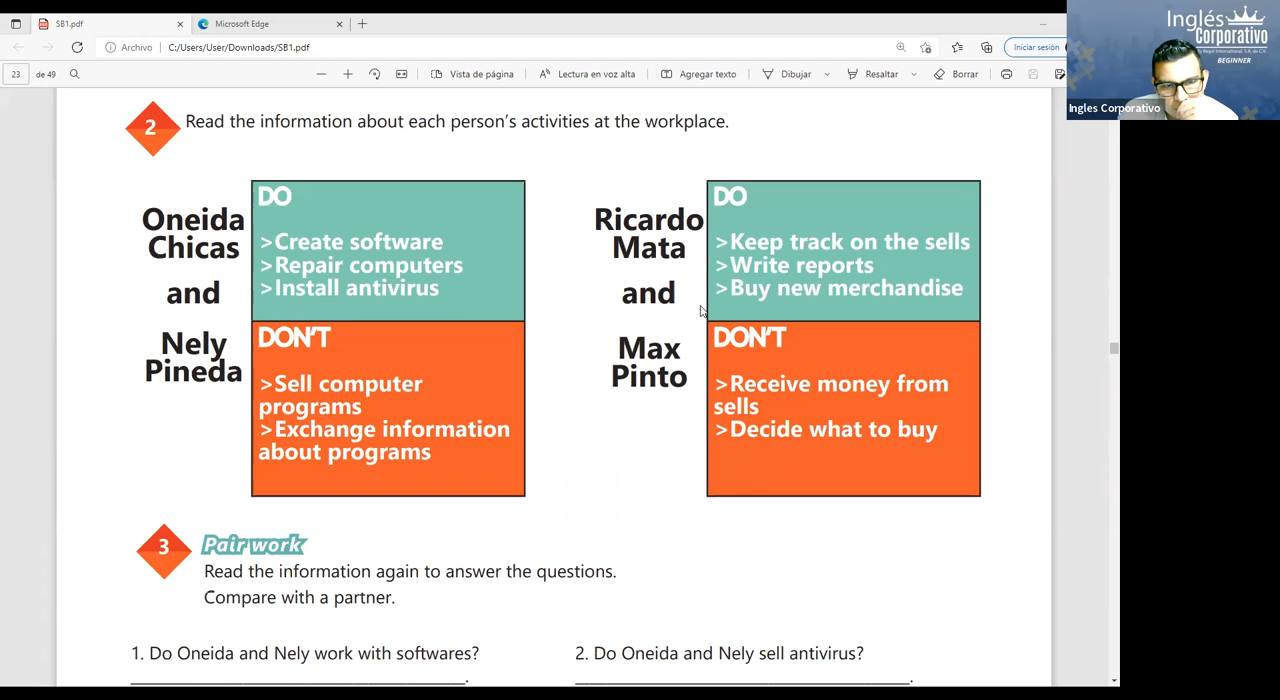 SB1.pdf
Microsoft Edge
Archivo
C:/Users/User/Downloads/SB1.pdf
Iniciar sesión
23
de 49
Vista de página
Lectura en voz alta
Agregar texto
Dibujar
Resaltar
Borrar
Inglés
Corporativo
BEGINNER
Ingles Corporativo
2
Read the information about each person's activities at the workplace.
Oneida
Chicas
and
Nely
Pineda
DO
>Create software
>Repair computers
>Install antivirus
DON'T
>Sell computer
programs
>Exchange information
about programs
Ricardo
Mata
and
Max
Pinto
DO
>Keep track on the sells
>Write reports
>Buy new merchandise
DON'T
>Receive money from
sells
>Decide what to buy
3
Pair work
Read the information again to answer the questions.
Compare with a partner.
1. Do Oneida and Nely work with softwares?
2. Do Oneida and Nely sell antivirus?